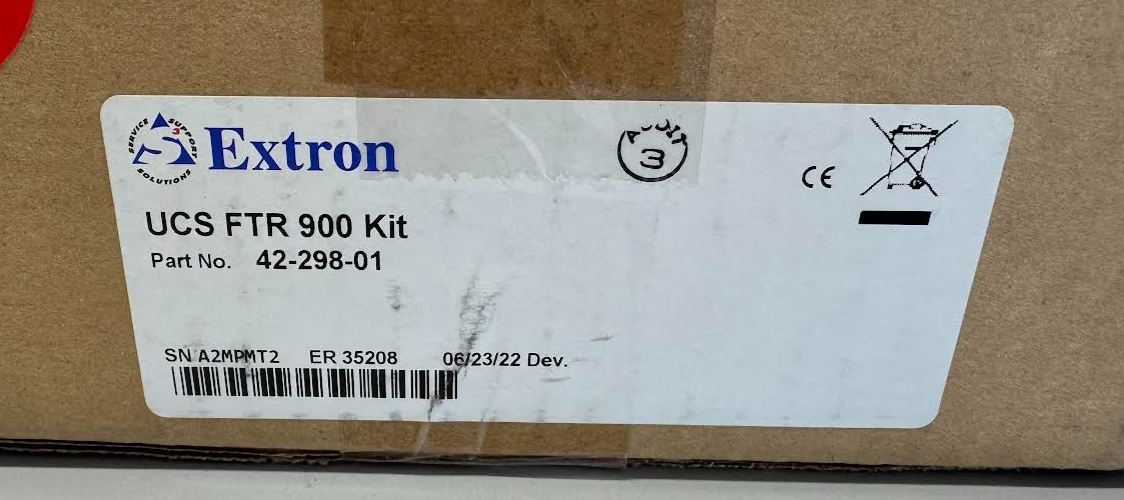 SERVICE SUPPORT SOLUTIONS
S3 Extron
AUDIT
3
CE
UCS FTR 900 Kit
Part No. 42-298-01
SN A2MPMT2 ER 35208 06/23/22 Dev.